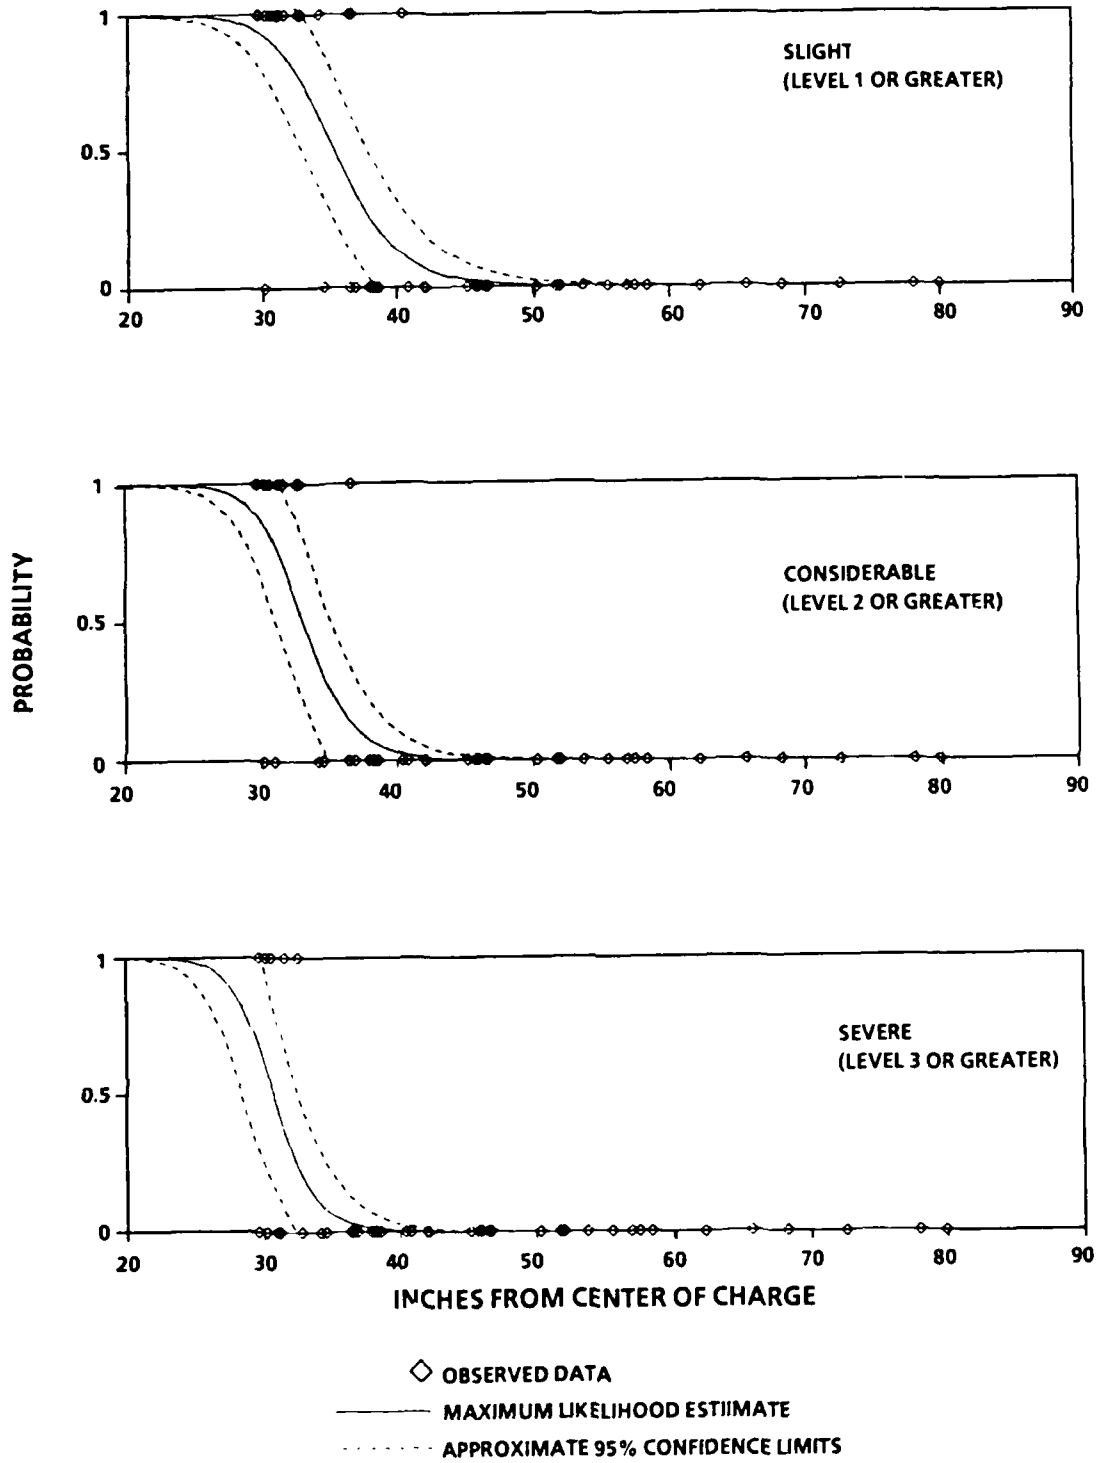 1
0.5
0
SLIGHT
(LEVEL 1 OR GREATER)
20 30 40 50 60 70 80 90
PROBABILITY
1
0.5
0
CONSIDERABLE
(LEVEL 2 OR GREATER)
20 30 40 50 60 70 80 90
1
0.5
0
SEVERE
(LEVEL 3 OR GREATER)
20 30 40 50 60 70 80 90
INCHES FROM CENTER OF CHARGE
OBSERVED DATA
MAXIMUM LIKELIHOOD ESTIMATE
APPROXIMATE 95% CONFIDENCE LIMITS